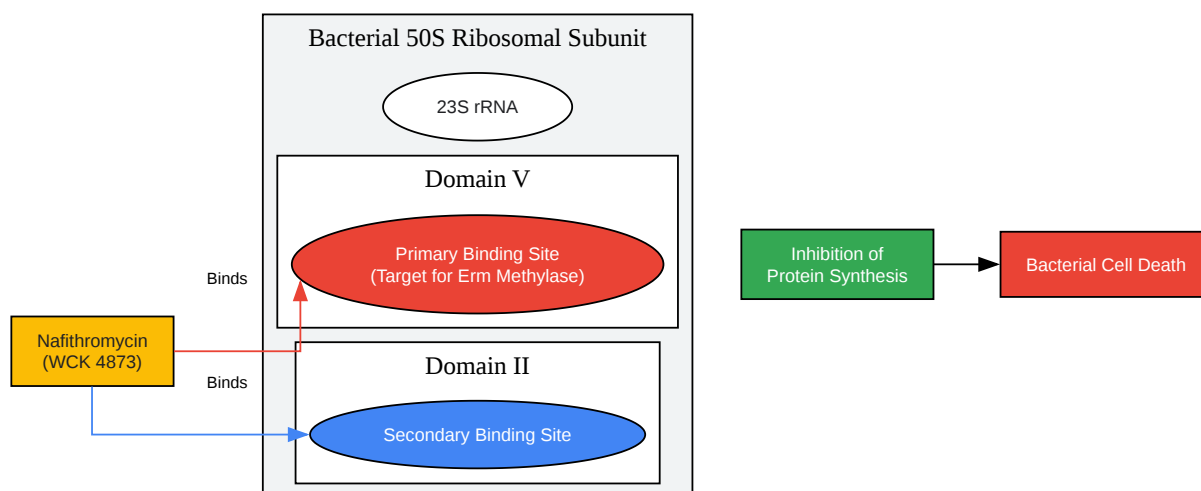 Bacterial 50S Ribosomal Subunit
23S rRNA
Domain V
Primary Binding Site
(Target for Erm Methylase)
Binds
Nafithromycin
(WCK 4873)
Binds
Domain II
Secondary Binding Site
Inhibition of
Protein Synthesis
Bacterial Cell Death